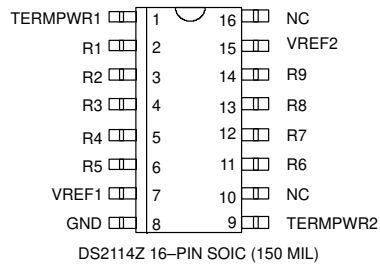 TERMPWR1 1 16 NC
R1 2 15 VREF2
R2 3 14 R9
R3 4 13 R8
R4 5 12 R7
R5 6 11 R6
VREF1 7 10 NC
GND 8 9 TERMPWR2
DS2114Z 16–PIN SOIC (150 MIL)